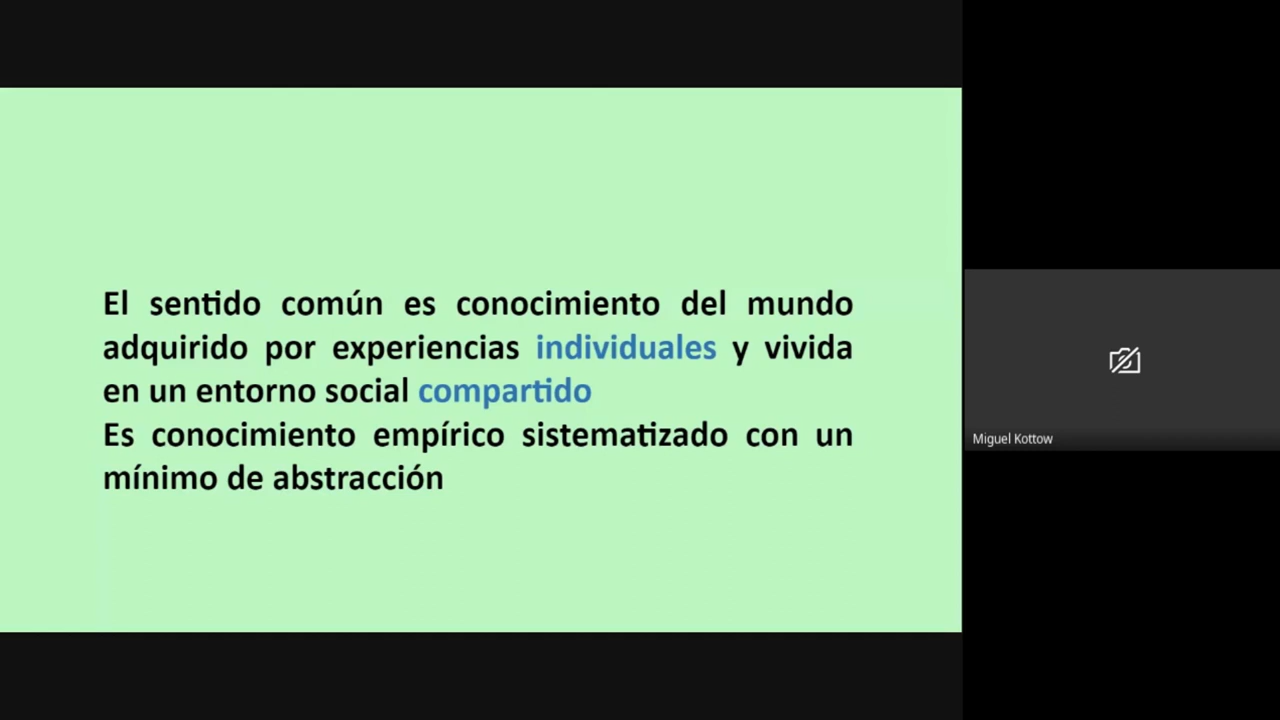 El sentido común es conocimiento del mundo
adquirido por experiencias individuales y vivida
en un entorno social compartido
Es conocimiento empírico sistematizado con un
mínimo de abstracción
Miguel Kottow